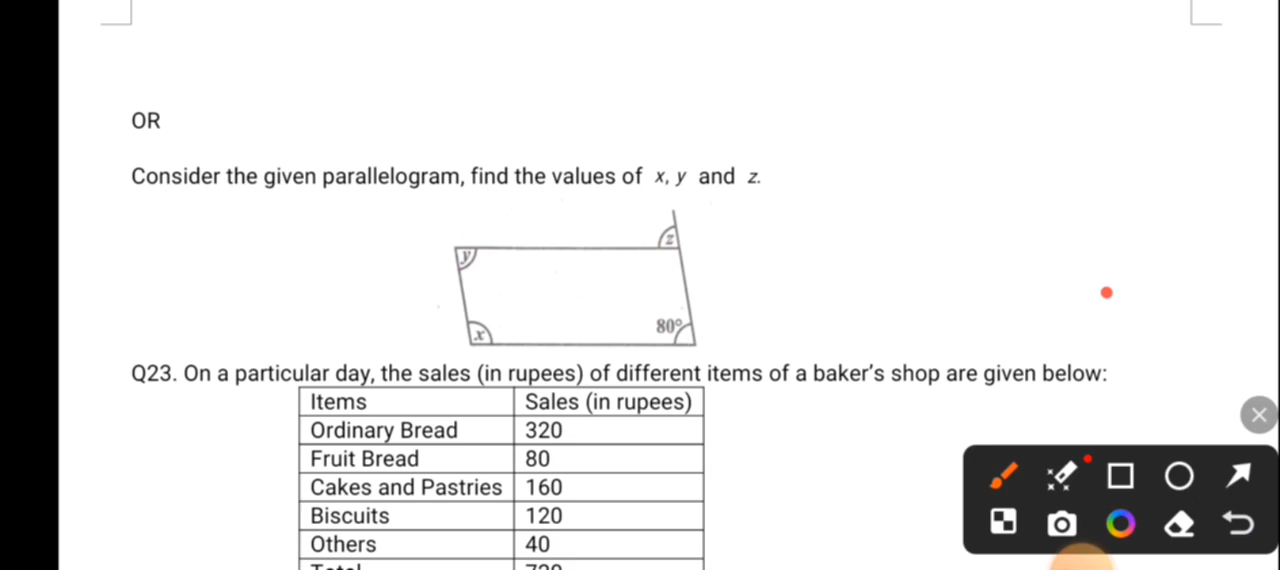 OR
Consider the given parallelogram, find the values of x, y and z.
z
y
x
80°
Q23. On a particular day, the sales (in rupees) of different items of a baker's shop are given below:
Items Sales (in rupees)
Ordinary Bread 320
Fruit Bread 80
Cakes and Pastries 160
Biscuits 120
Others 40
Total 720